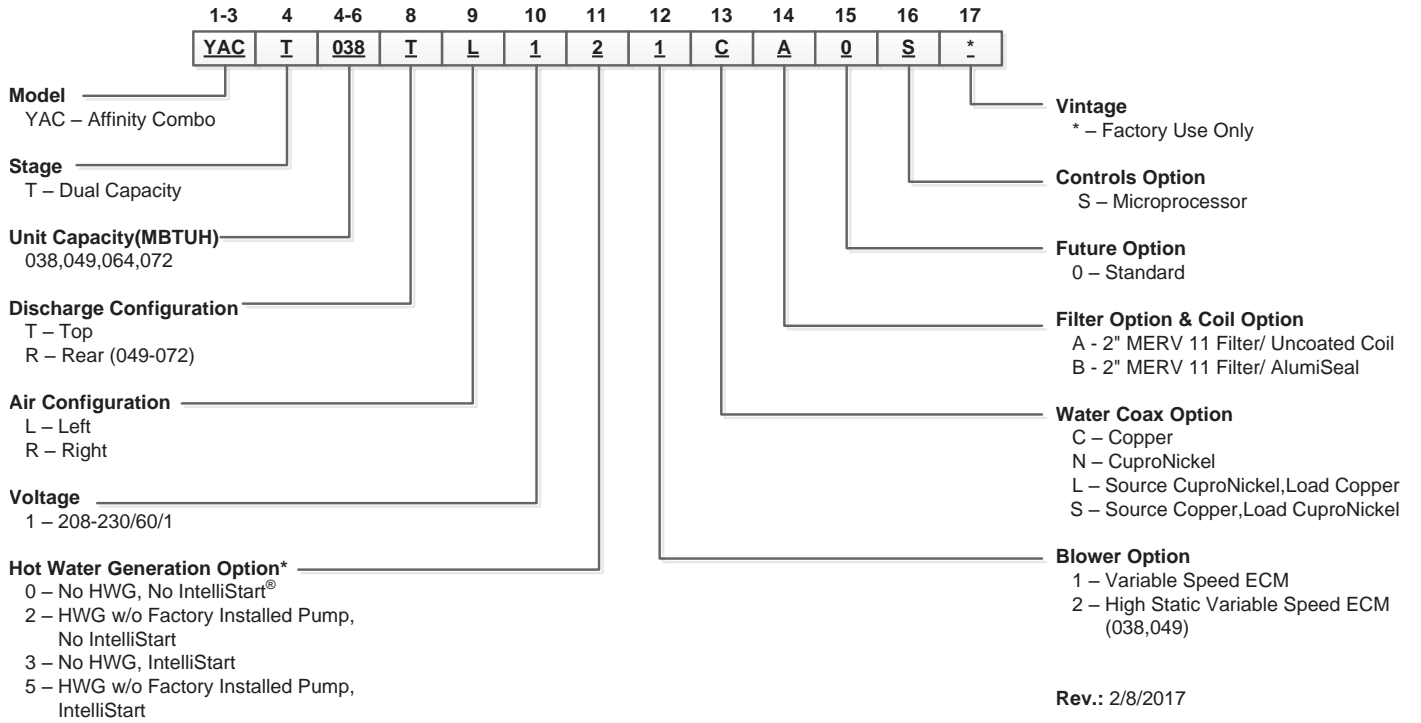 1-3 4 4-6 8 9 10 11 12 13 14 15 16 17
YAC T 038 T L 1 2 1 C A 0 S *
Model
YAC – Affinity Combo
Stage
T – Dual Capacity
Unit Capacity(MBTUH)
038,049,064,072
Discharge Configuration
T – Top
R – Rear (049-072)
Air Configuration
L – Left
R – Right
Voltage
1 – 208-230/60/1
Hot Water Generation Option*
0 – No HWG, No IntelliStart®
2 – HWG w/o Factory Installed Pump,
No IntelliStart
3 – No HWG, IntelliStart
5 – HWG w/o Factory Installed Pump,
IntelliStart
Vintage
* – Factory Use Only
Controls Option
S – Microprocessor
Future Option
0 – Standard
Filter Option & Coil Option
A - 2" MERV 11 Filter/ Uncoated Coil
B - 2" MERV 11 Filter/ AlumiSeal
Water Coax Option
C – Copper
N – CuproNickel
L – Source CuproNickel,Load Copper
S – Source Copper,Load CuproNickel
Blower Option
1 – Variable Speed ECM
2 – High Static Variable Speed ECM
(038,049)
Rev.: 2/8/2017